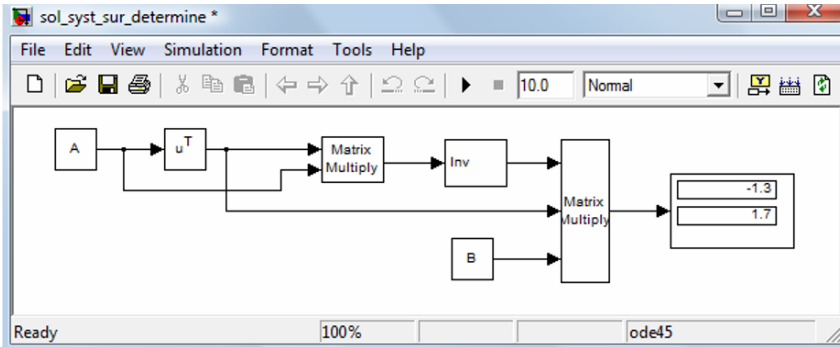 sol_syst_sur_determine *
File Edit View Simulation Format Tools Help
10.0 Normal
A
u^T
Matrix
Multiply
Inv
Matrix
Multiply
B
-1.3
1.7
Ready 100% ode45